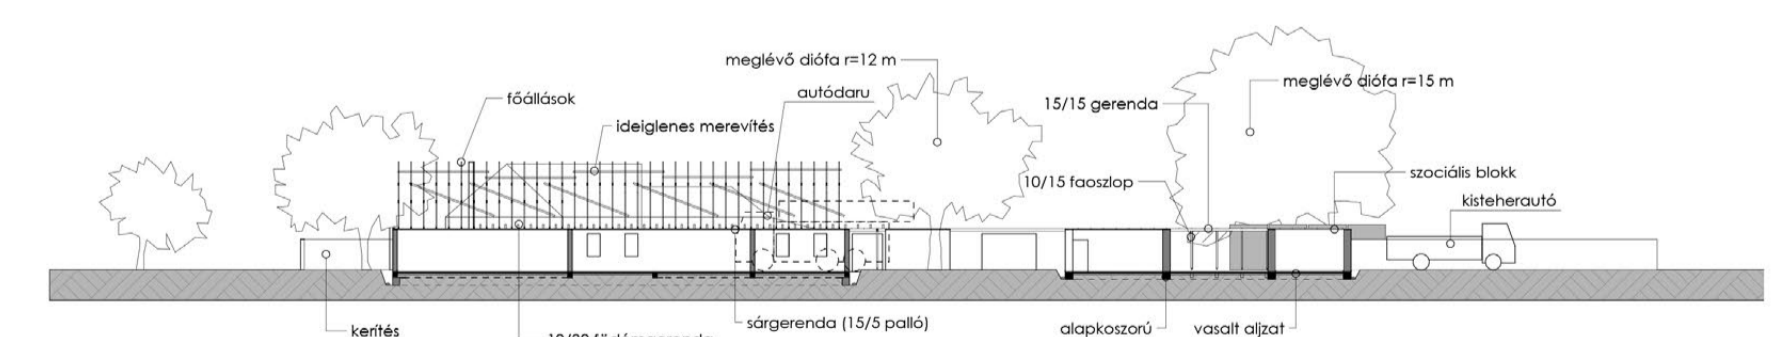 meglévő diófa r=12 m
meglévő diófa r=15 m
főállások
autódaru
15/15 gerenda
ideiglenes merevítés
10/15 faoszlop
szociális blokk
kisteherautó
kerítés
sárgerenda (15/5 palló)
alapkoszorú
vasalt aljzat